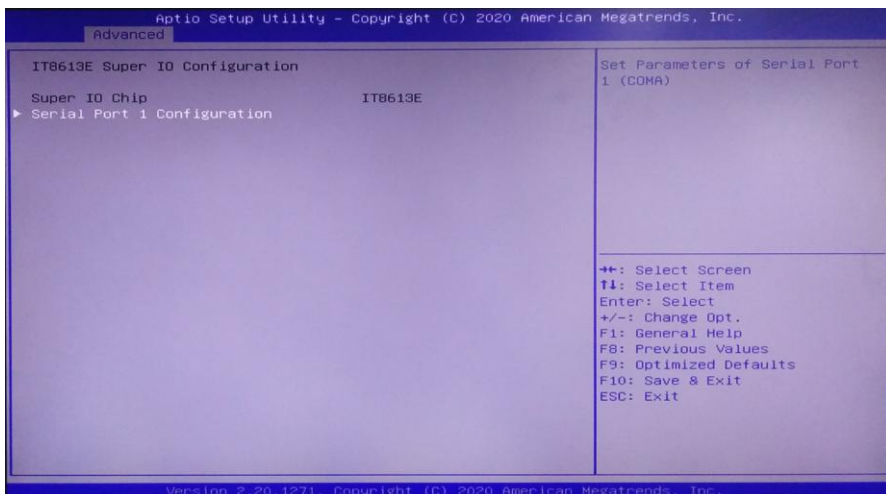 Aptio Setup Utility - Copyright (C) 2020 American Megatrends, Inc.
Advanced
IT8613E Super IO Configuration
Super IO Chip IT8613E
Serial Port 1 Configuration
Set Parameters of Serial Port
1 (COMA)
→←: Select Screen
↑↓: Select Item
Enter: Select
+/-: Change Opt.
F1: General Help
F8: Previous Values
F9: Optimized Defaults
F10: Save & Exit
ESC: Exit
Version 2.20.1271. Copyright (C) 2020 American Megatrends, Inc.